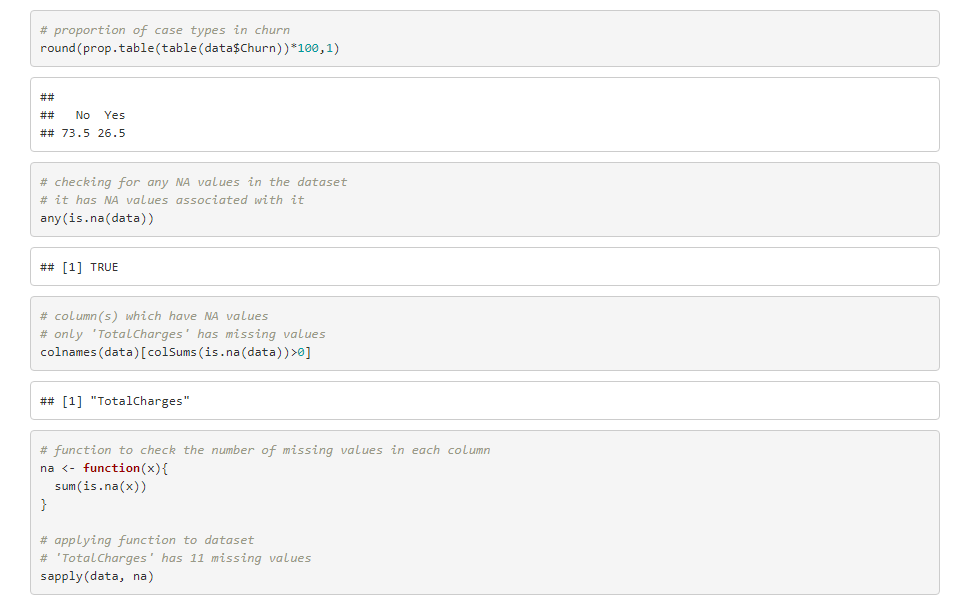 # proportion of case types in churn
round(prop.table(table(data$Churn))*100,1)
##
##   No  Yes
## 73.5 26.5
# checking for any NA values in the dataset
# it has NA values associated with it
any(is.na(data))
## [1] TRUE
# column(s) which have NA values
# only 'TotalCharges' has missing values
colnames(data)[colSums(is.na(data))>0]
## [1] "TotalCharges"
# function to check the number of missing values in each column
na <- function(x){
  sum(is.na(x))
}
# applying function to dataset
# 'TotalCharges' has 11 missing values
sapply(data, na)